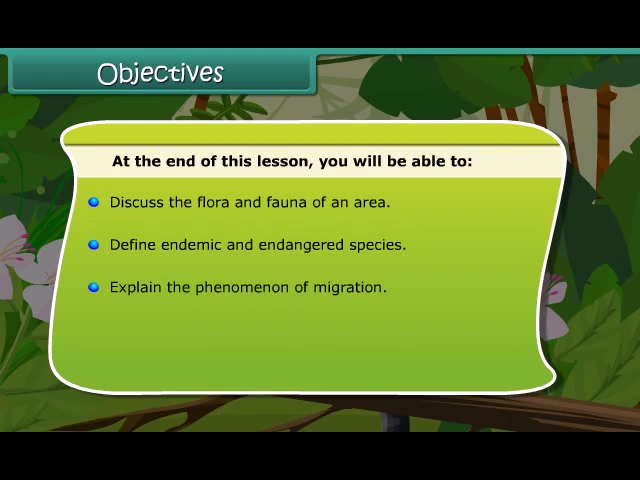 Objectives
At the end of this lesson, you will be able to:
Discuss the flora and fauna of an area.
Define endemic and endangered species.
Explain the phenomenon of migration.